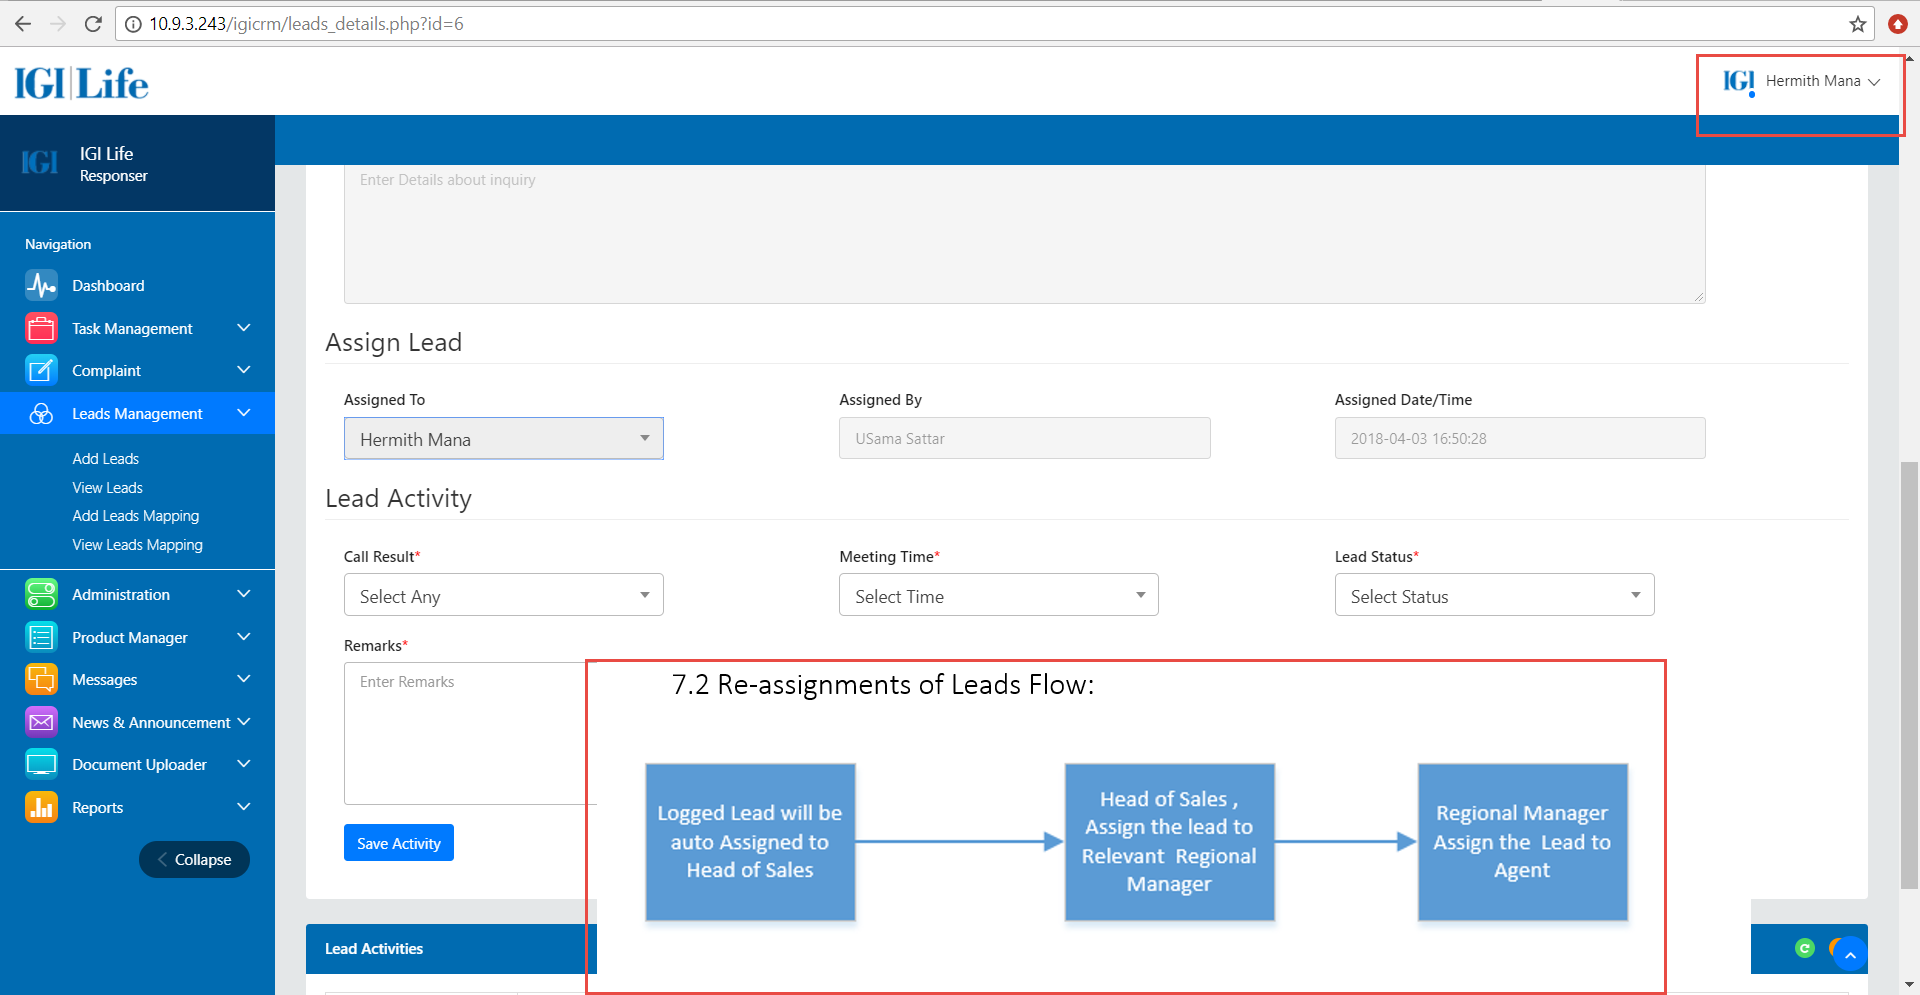 10.9.3.243/igicrm/leads_details.php?id=6
IGI Life
IGI Hermith Mana
IGI
IGI Life
Responser
Navigation
Dashboard
Task Management
Complaint
Leads Management
Add Leads
View Leads
Add Leads Mapping
View Leads Mapping
Administration
Product Manager
Messages
News & Announcement
Document Uploader
Reports
Collapse
Enter Details about inquiry
Assign Lead
Assigned To
Hermith Mana
Assigned By
USama Sattar
Assigned Date/Time
2018-04-03 16:50:28
Lead Activity
Call Result*
Select Any
Meeting Time*
Select Time
Lead Status*
Select Status
Remarks*
Enter Remarks
Save Activity
7.2 Re-assignments of Leads Flow:
Logged Lead will be
auto Assigned to
Head of Sales
Head of Sales ,
Assign the lead to
Relevant Regional
Manager
Regional Manager
Assign the Lead to
Agent
Lead Activities